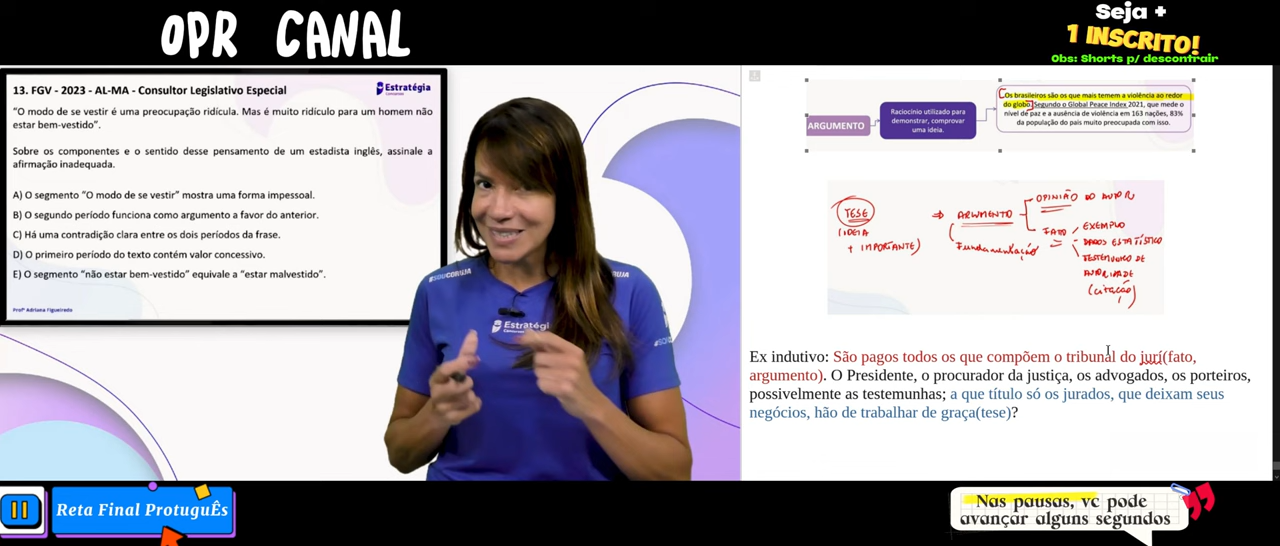 OPR CANAL
Seja +
1 INSCRITO!
Obs: Shorts p/ descontrair
13. FGV - 2023 - AL-MA - Consultor Legislativo Especial
Estratégia
Concursos
“O modo de se vestir é uma preocupação ridícula. Mas é muito ridículo para um homem não
estar bem-vestido”.
Sobre os componentes e o sentido desse pensamento de um estadista inglês, assinale a
afirmação inadequada.
A) O segmento “O modo de se vestir” mostra uma forma impessoal.
B) O segundo período funciona como argumento a favor do anterior.
C) Há uma contradição clara entre os dois períodos da frase.
D) O primeiro período do texto contém valor concessivo.
E) O segmento “não estar bem-vestido” equivale a “estar malvestido”.
Profª Adriana Figueiredo
#SOUCORUJA
Estratégi
ARGUMENTO
Raciocínio utilizado para
demonstrar, comprovar
uma ideia.
Os brasileiros são os que mais temem a violência ao redor
do globo. Segundo o Global Peace Index 2021, que mede o
nível de paz e a ausência de violência em 163 nações, 83%
da população do país muito preocupada com isso.
TESE
(IDEIA
+ IMPORTANTE)
⇒ ARGUMENTO
Fundamentação
OPINIÃO DO AUTOR
FATO
EXEMPLO
DADOS ESTATÍSTICO
TESTEMUNHO DE
AUTORIDADE
(citação)
Ex indutivo: São pagos todos os que compõem o tribunal do jurí(fato,
argumento). O Presidente, o procurador da justiça, os advogados, os porteiros,
possivelmente as testemunhas; a que título só os jurados, que deixam seus
negócios, hão de trabalhar de graça(tese)?
Reta Final ProtuguÊs
Nas pausas, vc pode
avançar alguns segundos